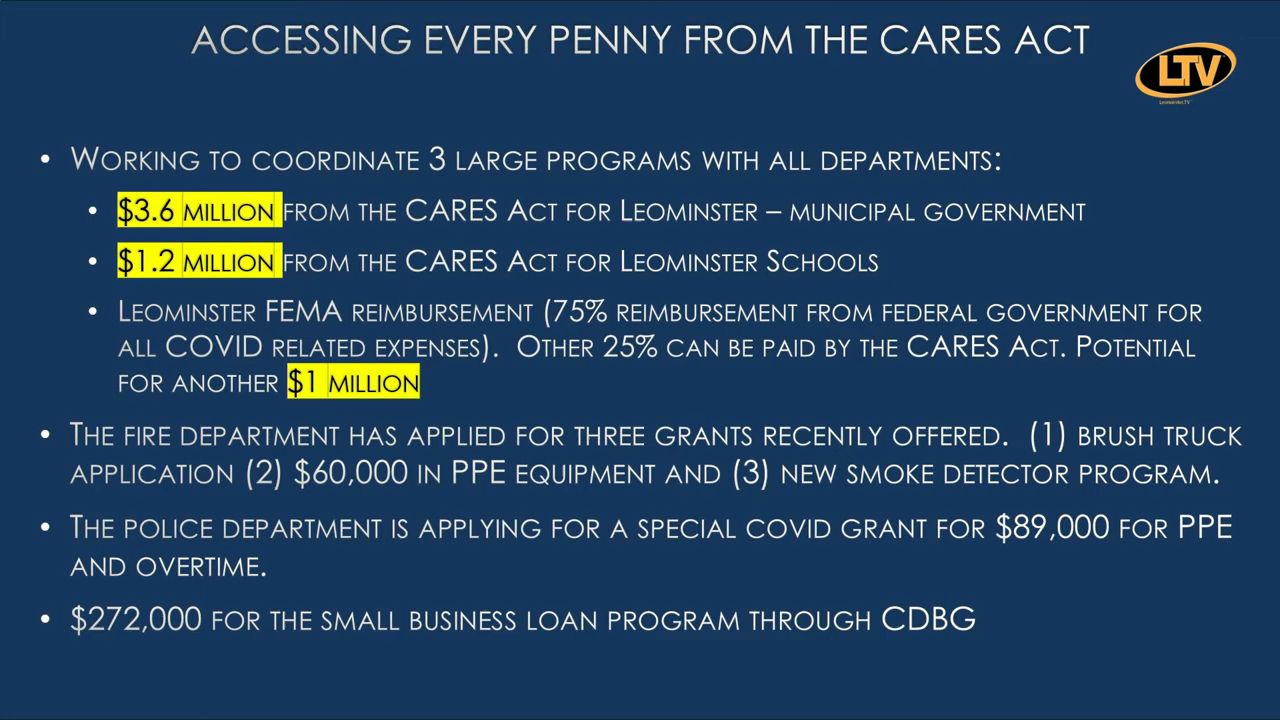 ACCESSING EVERY PENNY FROM THE CARES ACT
LTV
Leominster.TV
• WORKING TO COORDINATE 3 LARGE PROGRAMS WITH ALL DEPARTMENTS:
• $3.6 MILLION FROM THE CARES ACT FOR LEOMINSTER – MUNICIPAL GOVERNMENT
• $1.2 MILLION FROM THE CARES ACT FOR LEOMINSTER SCHOOLS
• LEOMINSTER FEMA REIMBURSEMENT (75% REIMBURSEMENT FROM FEDERAL GOVERNMENT FOR
ALL COVID RELATED EXPENSES). OTHER 25% CAN BE PAID BY THE CARES ACT. POTENTIAL
FOR ANOTHER $1 MILLION
• THE FIRE DEPARTMENT HAS APPLIED FOR THREE GRANTS RECENTLY OFFERED. (1) BRUSH TRUCK
APPLICATION (2) $60,000 IN PPE EQUIPMENT AND (3) NEW SMOKE DETECTOR PROGRAM.
• THE POLICE DEPARTMENT IS APPLYING FOR A SPECIAL COVID GRANT FOR $89,000 FOR PPE
AND OVERTIME.
• $272,000 FOR THE SMALL BUSINESS LOAN PROGRAM THROUGH CDBG